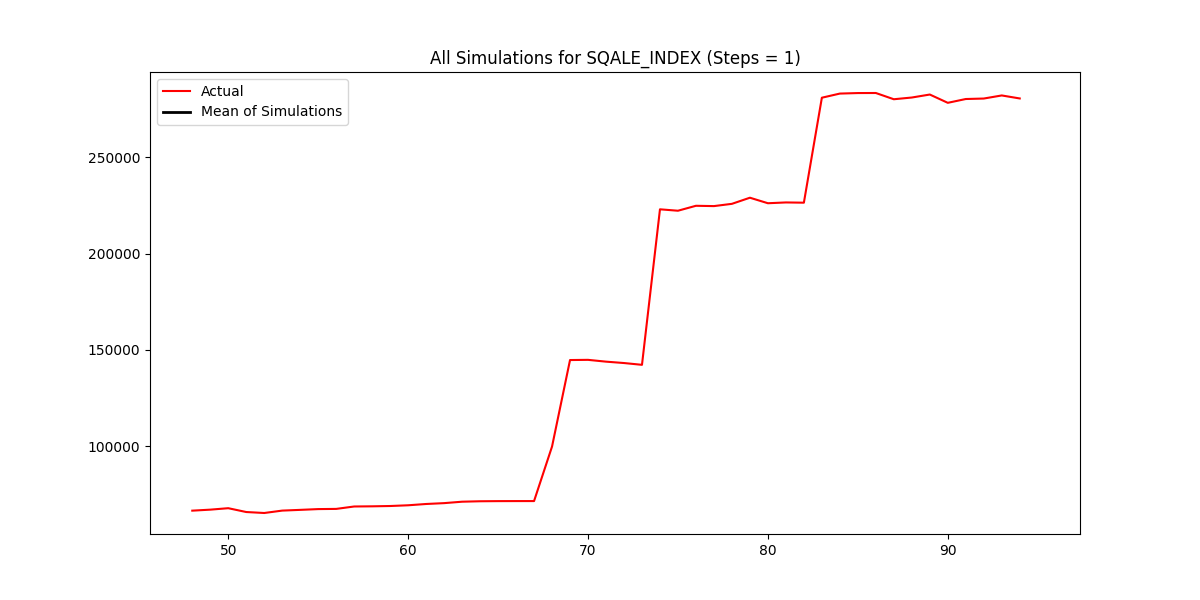 All Simulations for SQALE_INDEX (Steps = 1)
Actual
Mean of Simulations
250000
200000
150000
100000
50 60 70 80 90